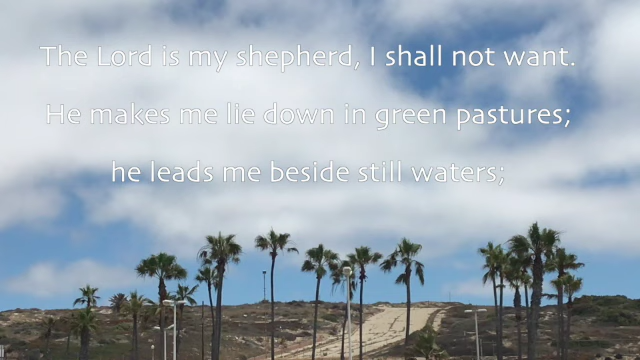 The Lord is my shepherd, I shall not want.
He makes me lie down in green pastures;
he leads me beside still waters;